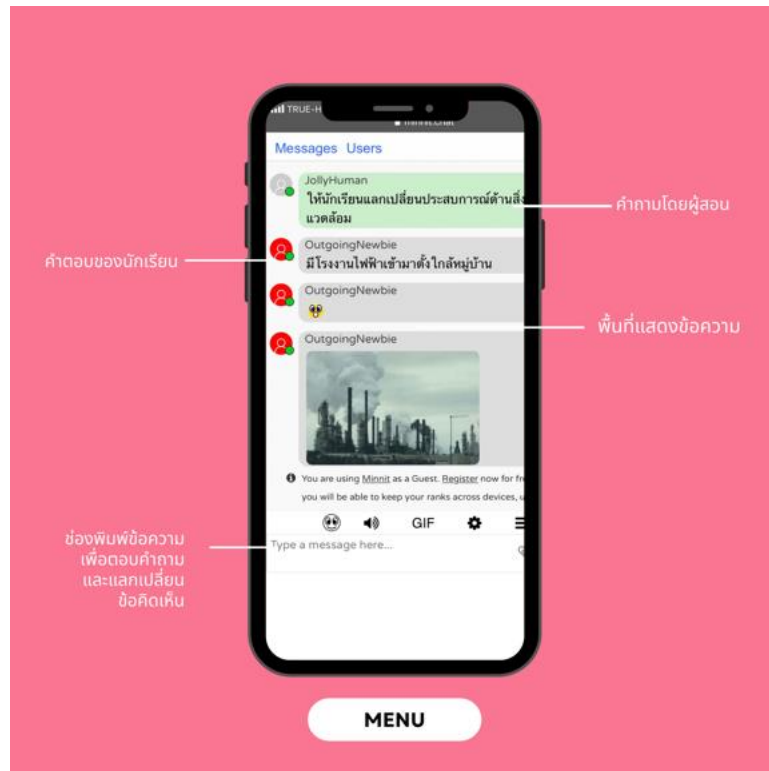 TRUE-H
minnit.chat
Messages Users
JollyHuman
ให้นักเรียนแลกเปลี่ยนประสบการณ์ด้านสิ่ง
แวดล้อม
คำถามโดยผู้สอน
OutgoingNewbie
มีโรงงานไฟฟ้าเข้ามาตั้งใกล้หมู่บ้าน
คำตอบของนักเรียน
OutgoingNewbie
พื้นที่แสดงข้อความ
OutgoingNewbie
You are using Minnit as a Guest. Register now for fre
you will be able to keep your ranks across devices, u
GIF
Type a message here...
ช่องพิมพ์ข้อความ
เพื่อตอบคำถาม
และแลกเปลี่ยน
ข้อคิดเห็น
MENU